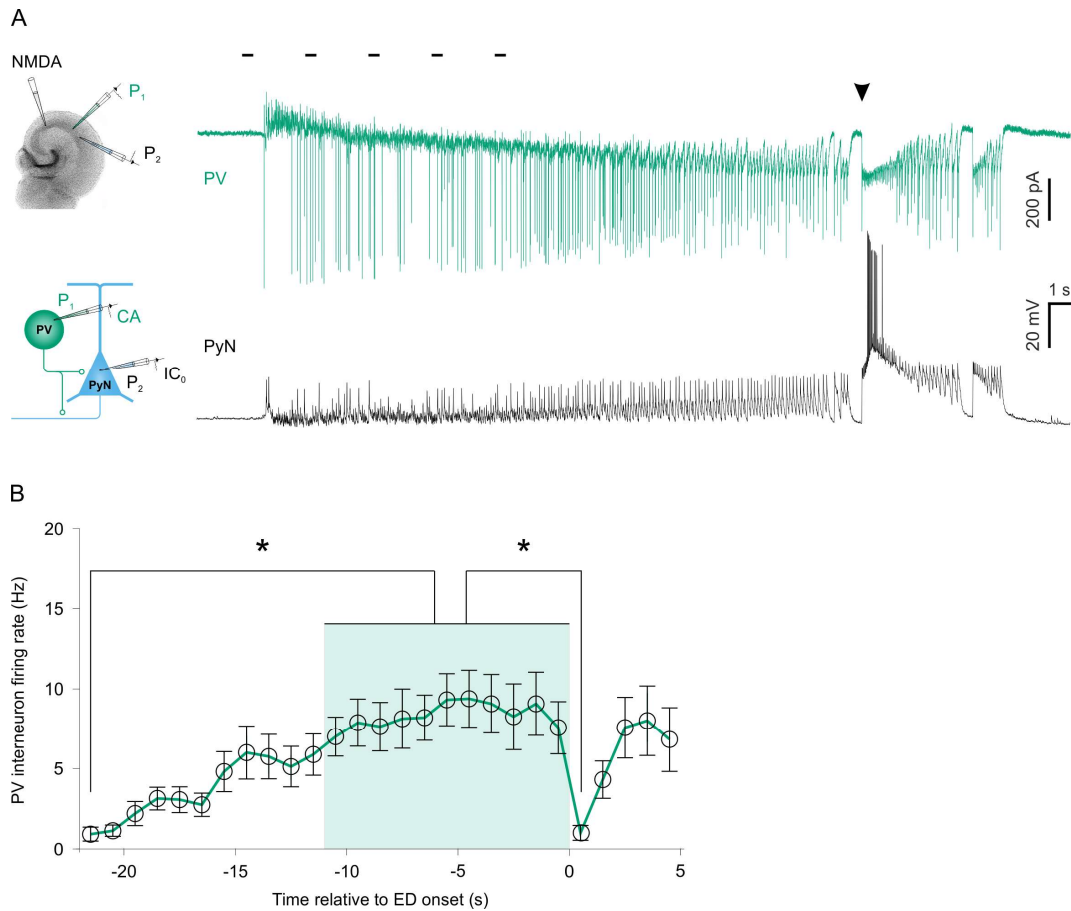 A
NMDA
P1
P2
PV
200 pA
1 s
20 mV
P1
CA
PV
PyN
P2
IC0
PyN
B
20
15
10
5
0
PV interneuron firing rate (Hz)
*
*
-20
-15
-10
-5
0
5
Time relative to ED onset (s)